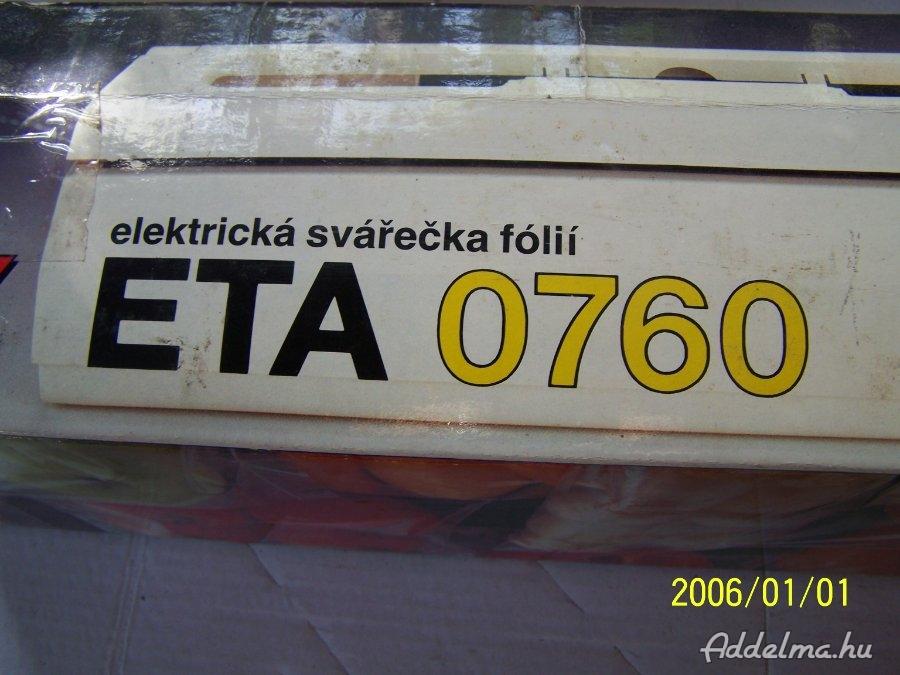 elektrická svářečka fólií
ETA 0760
2006/01/01
Addelma.hu